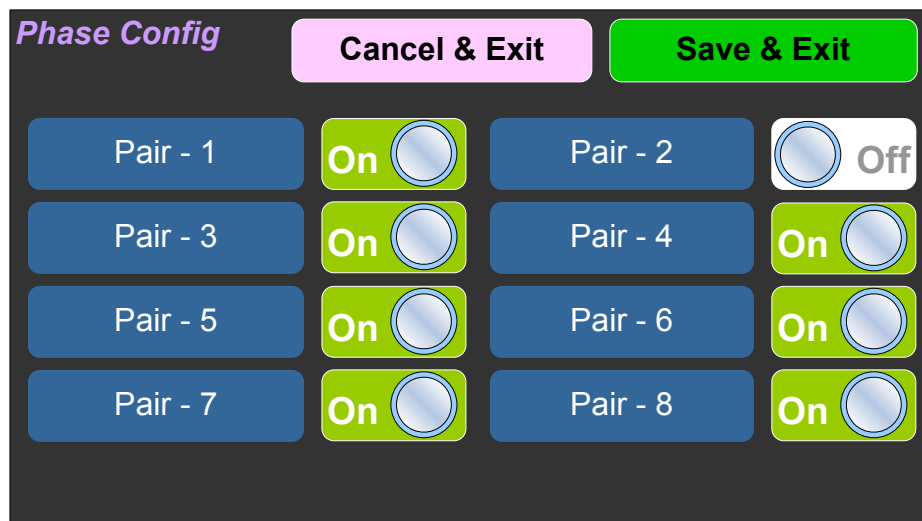 Phase Config
Cancel & Exit
Save & Exit
Pair - 1 On Pair - 2 Off
Pair - 3 On Pair - 4 On
Pair - 5 On Pair - 6 On
Pair - 7 On Pair - 8 On